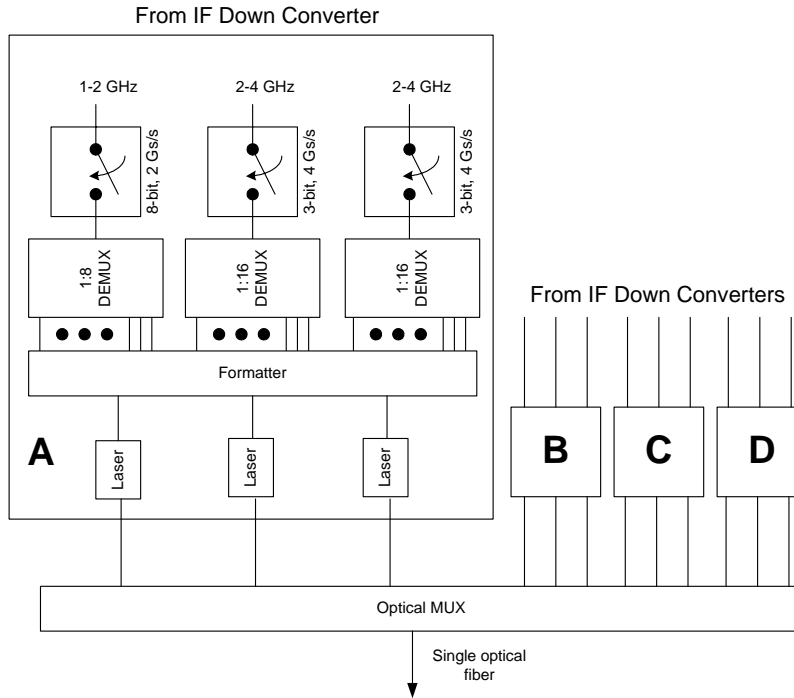 From IF Down Converter
1-2 GHz
2-4 GHz
2-4 GHz
8-bit, 2 Gs/s
3-bit, 4 Gs/s
3-bit, 4 Gs/s
1:8
DEMUX
1:16
DEMUX
1:16
DEMUX
From IF Down Converters
Formatter
A
Laser
Laser
Laser
B
C
D
Optical MUX
Single optical
fiber